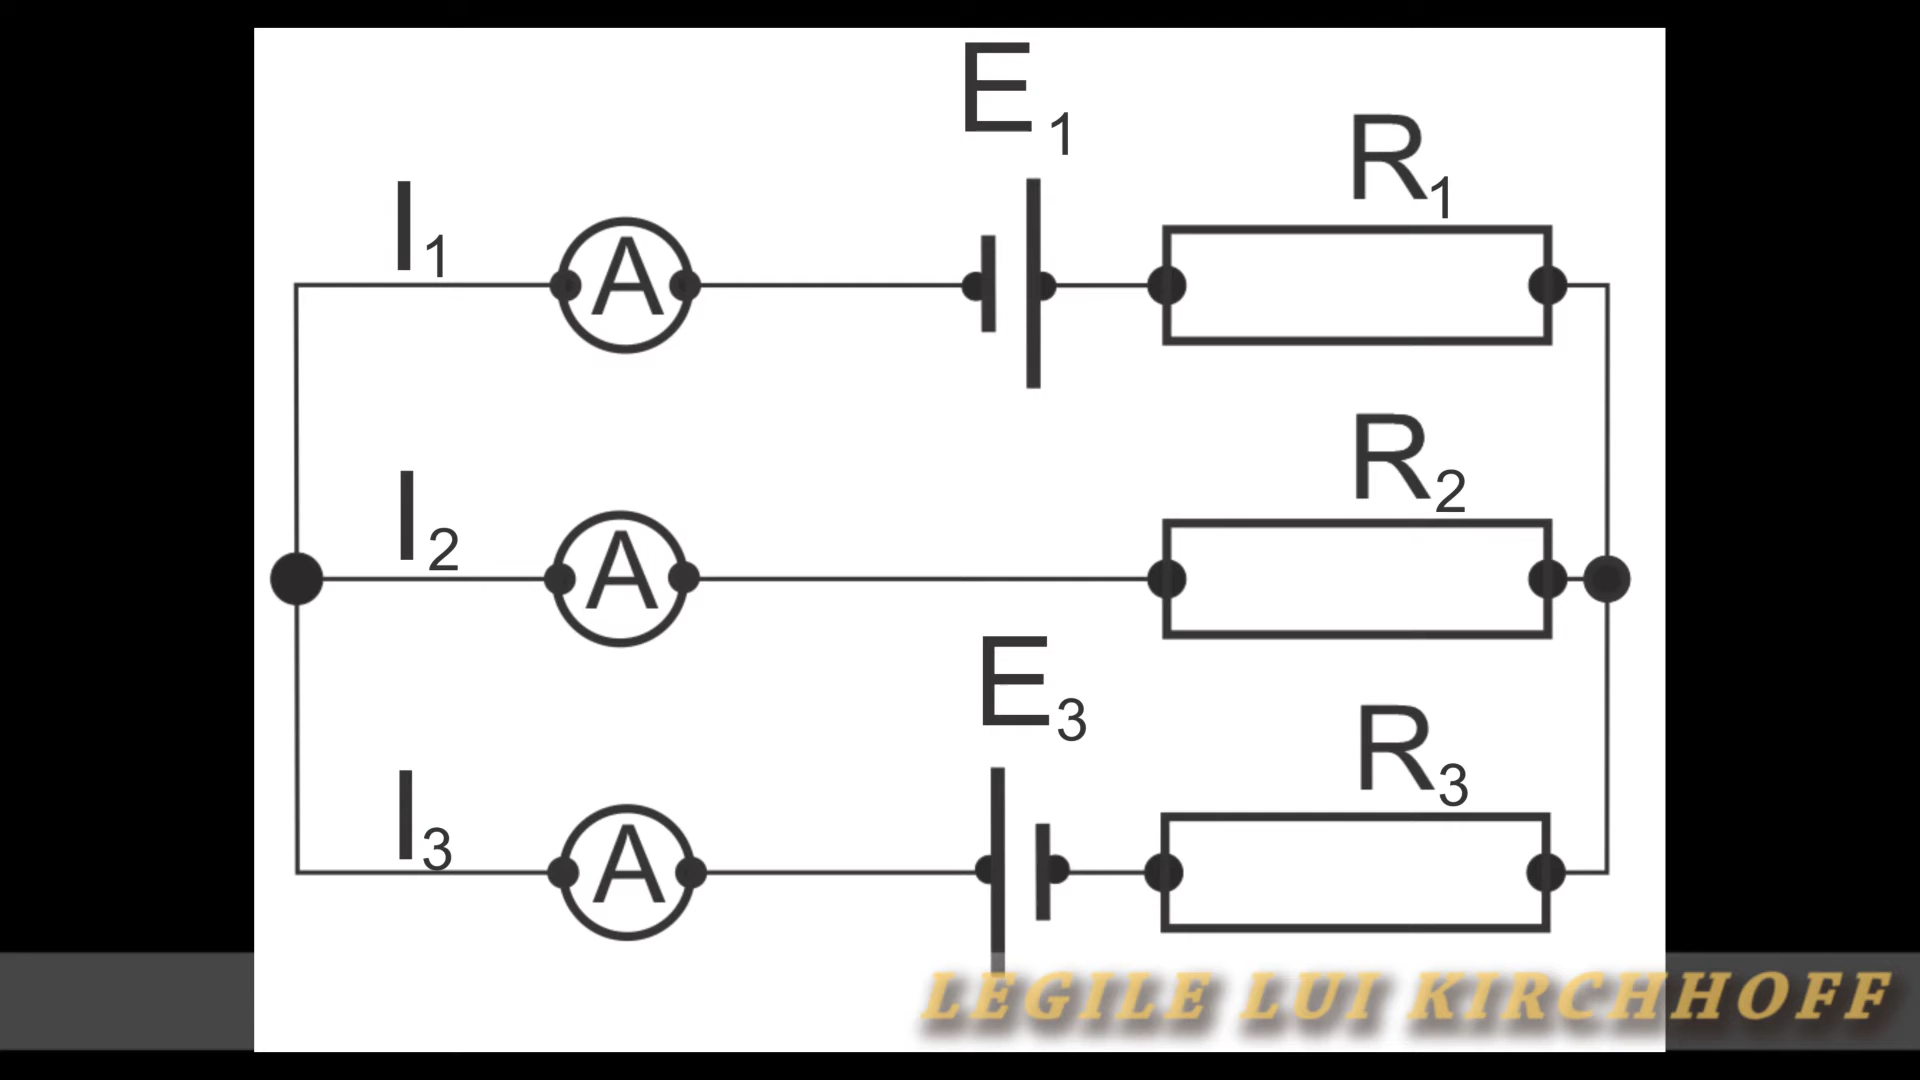 E1
R1
I1
A
R2
I2
A
E3
R3
I3
A
LEGILE LUI KIRCHHOFF